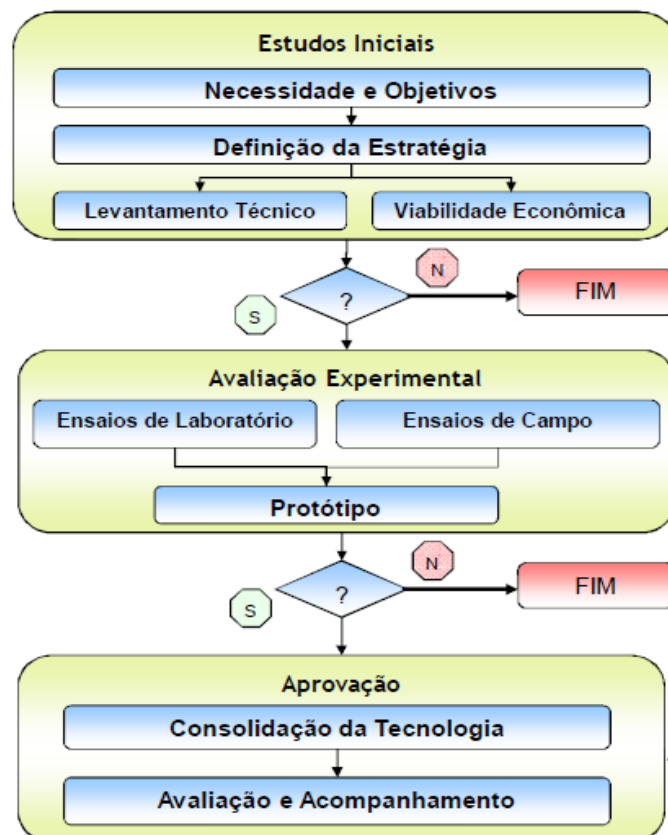 Estudos Iniciais
Necessidade e Objetivos
Definição da Estratégia
Levantamento Técnico
Viabilidade Econômica
?
N
FIM
S
Avaliação Experimental
Ensaios de Laboratório
Ensaios de Campo
Protótipo
?
N
FIM
S
Aprovação
Consolidação da Tecnologia
Avaliação e Acompanhamento